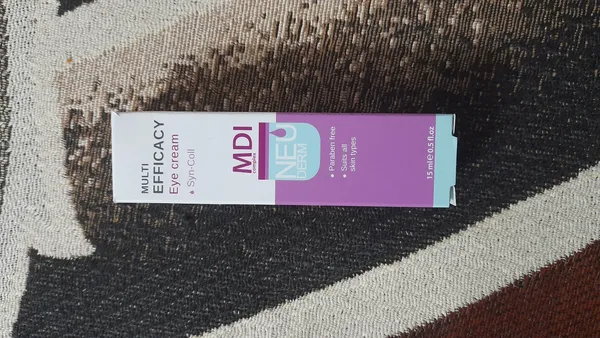 MULTI
EFFICACY
Eye cream
• Syn-Coll
MDI
complex
NEU
DERM
• Paraben free
• Suits all
skin types
15 ml ℮ 0.5 fl.oz